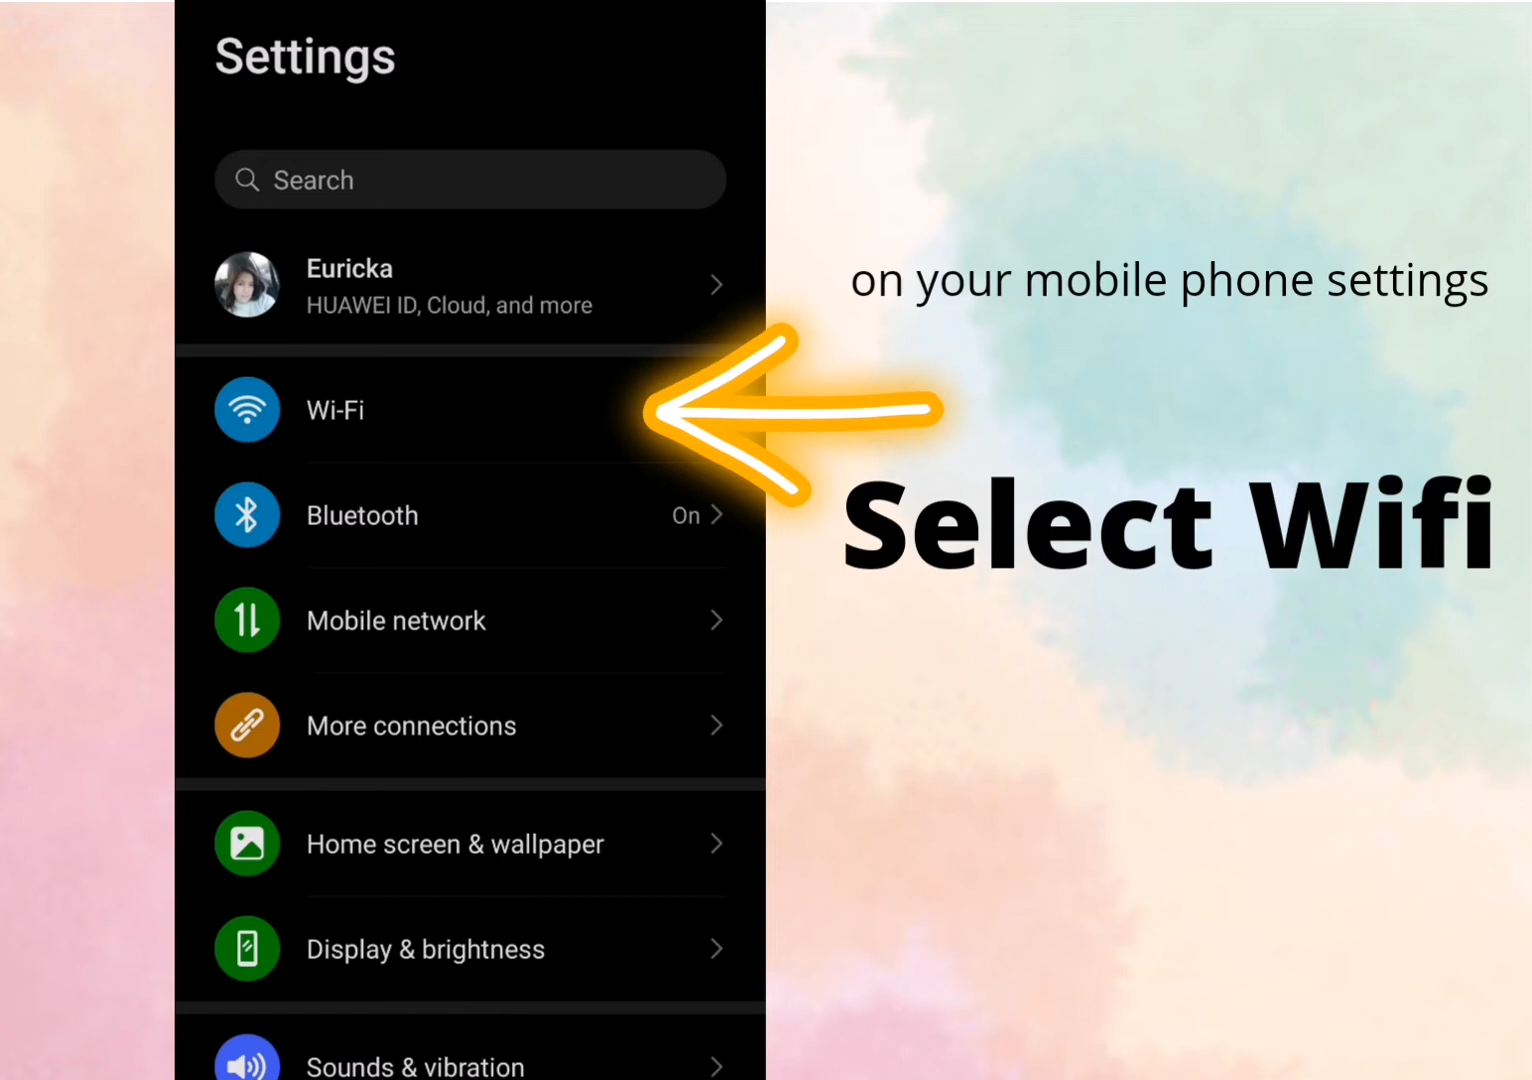 Settings
Search
Euricka
HUAWEI ID, Cloud, and more
Wi-Fi
Bluetooth
On
Mobile network
More connections
Home screen & wallpaper
Display & brightness
Sounds & vibration
on your mobile phone settings
Select Wifi